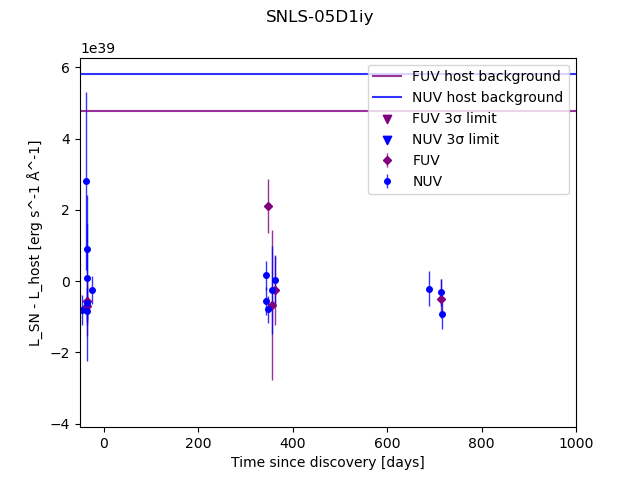 SNLS-05D1iy
1e39
6
4
2
0
−2
−4
L_SN - L_host [erg s^-1 Å^-1]
FUV host background
NUV host background
FUV 3σ limit
NUV 3σ limit
FUV
NUV
0 200 400 600 800 1000
Time since discovery [days]